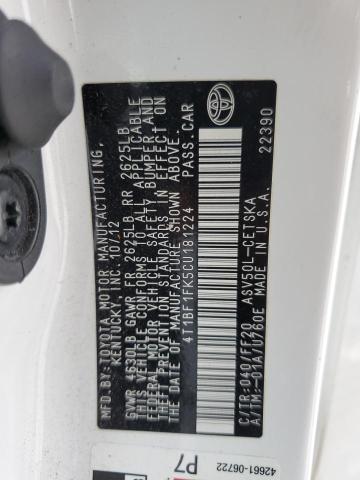 MFD. BY: TOYOTA MOTOR MANUFACTURING,
KENTUCKY, INC. 10/12
GVWR 4630LB GAWR FR 2625LB RR 2625LB
THIS VEHICLE CONFORMS TO ALL APPLICABLE
FEDERAL MOTOR VEHICLE SAFETY BUMPER, AND
THEFT PREVENTION STANDARDS IN EFFECT ON
THE DATE OF MANUFACTURE SHOWN ABOVE.
4T1BF1FK5CU181224 PASS.CAR
C/TR:040/FF20 ASV50L-CETSKA
A/TM:-01A/U760E MADE IN U.S.A.
22390
42661-06722
P7